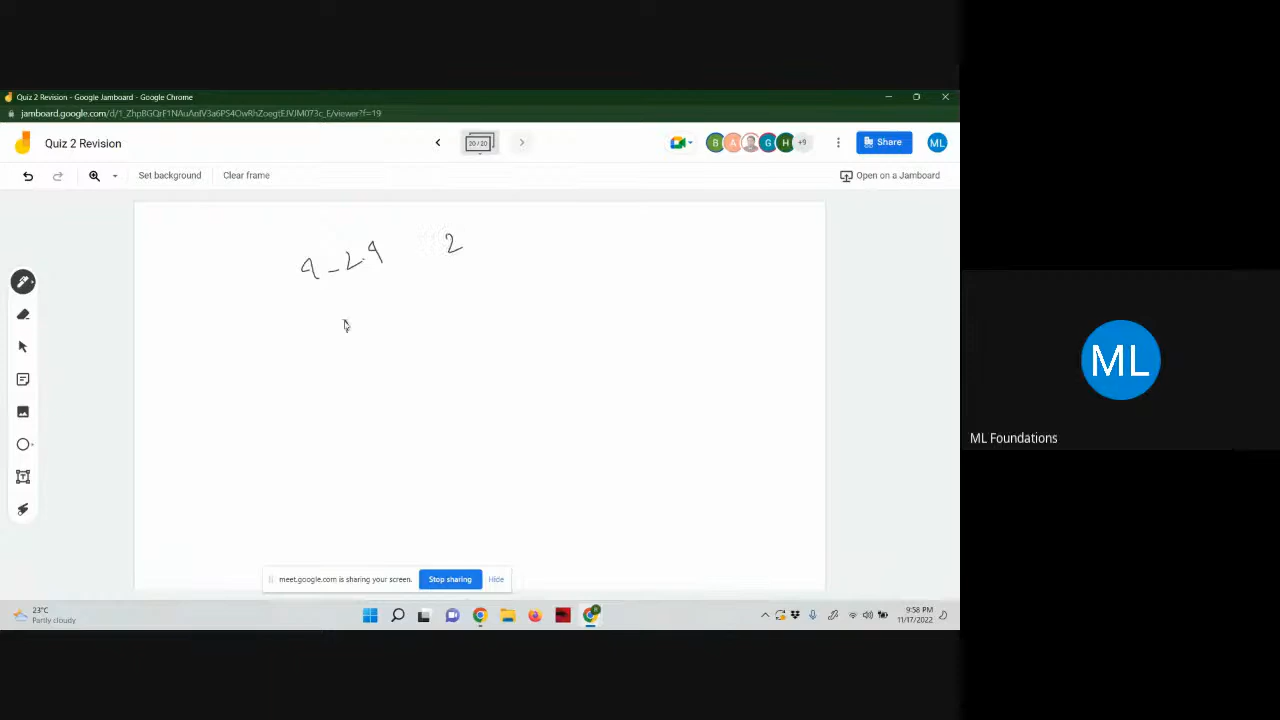 Quiz 2 Revision - Google Jamboard - Google Chrome
Quiz 2 Revision
20/20
B A G H +9
Share
ML
Set background
Clear frame
Open on a Jamboard
2
ML
ML Foundations
meet.google.com is sharing your screen.
Stop sharing
Hide
23°C
Partly cloudy
9:58 PM
11/17/2022